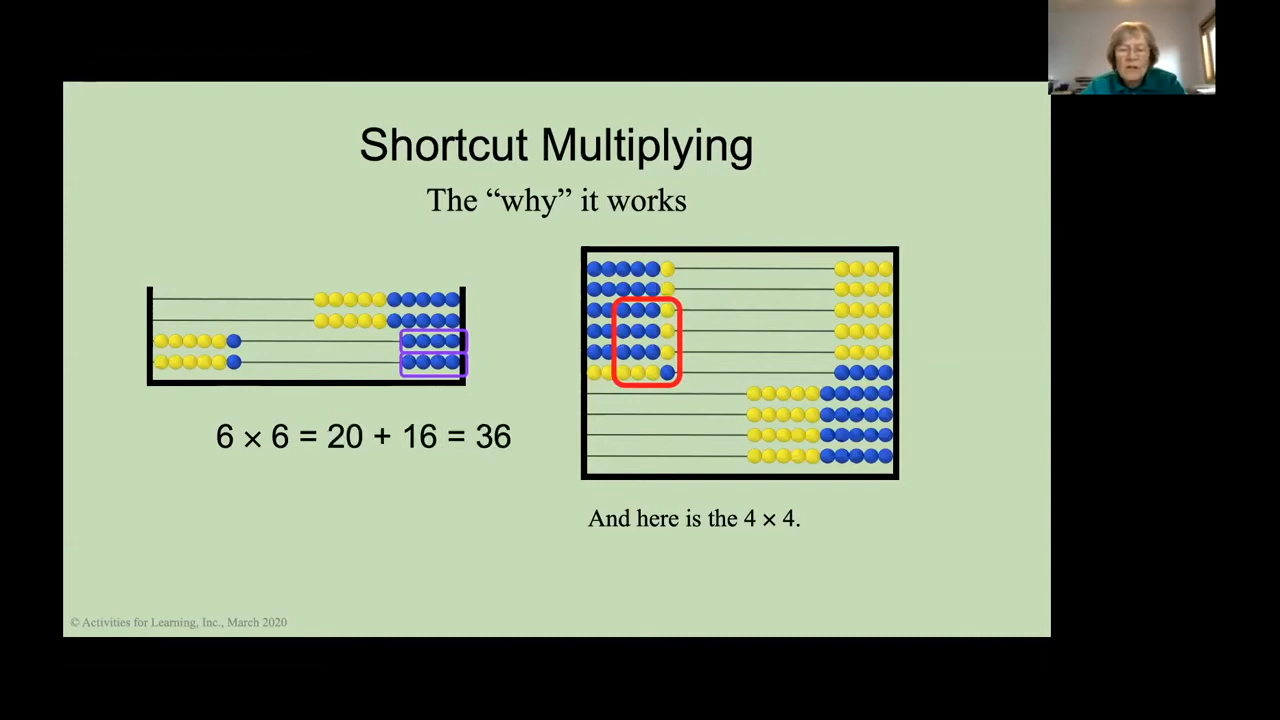 Shortcut Multiplying
The “why” it works
6 × 6 = 20 + 16 = 36
And here is the 4 × 4.
© Activities for Learning, Inc., March 2020